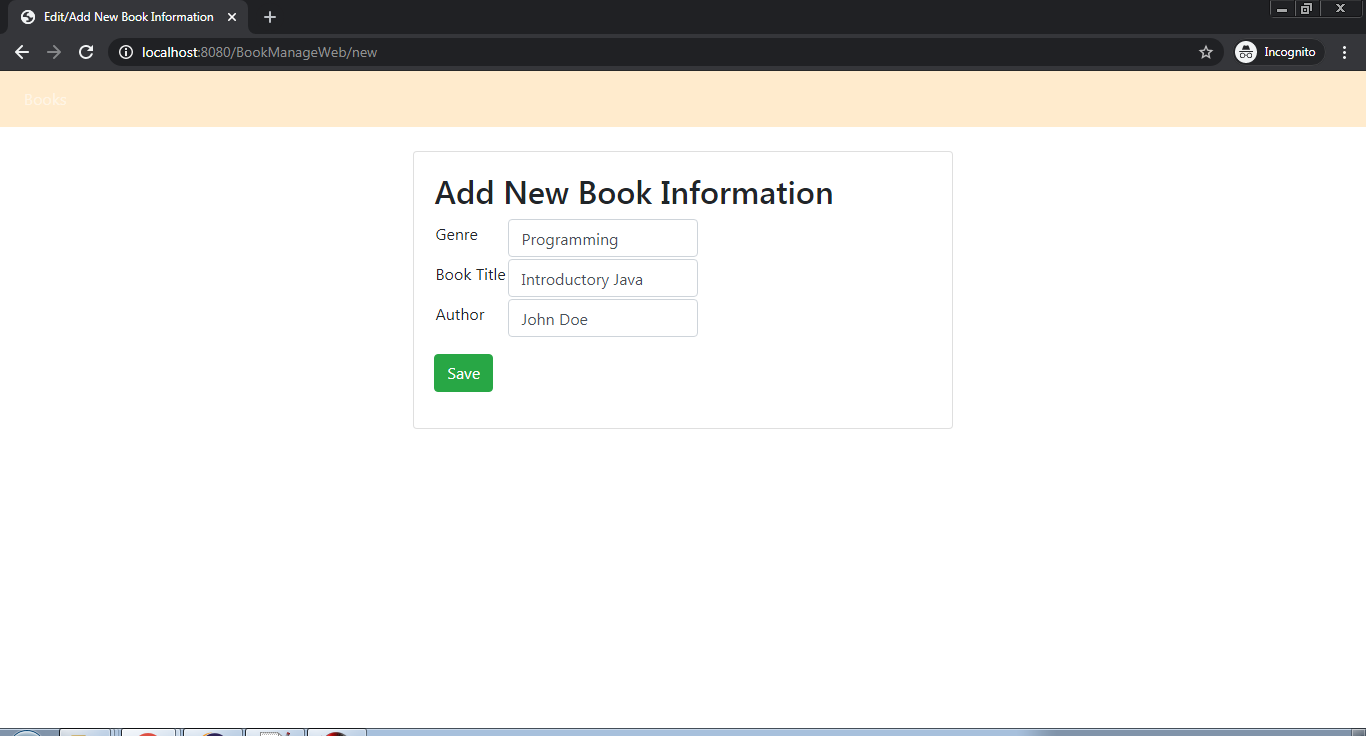 Edit/Add New Book Information
localhost:8080/BookManageWeb/new
Incognito
Books
Add New Book Information
Genre Programming
Book Title Introductory Java
Author John Doe
Save